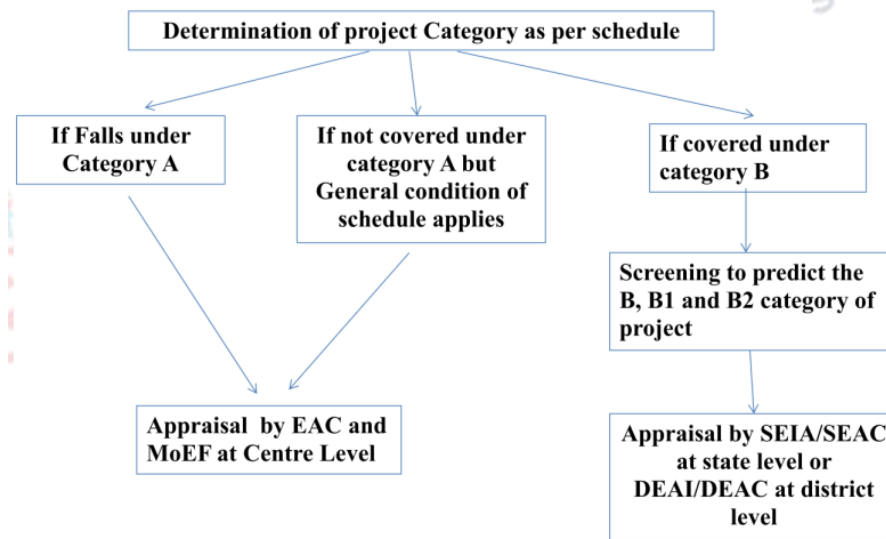 Determination of project Category as per schedule
If Falls under
Category A
If not covered under
category A but
General condition of
schedule applies
If covered under
category B
Screening to predict the
B, B1 and B2 category of
project
Appraisal by EAC and
MoEF at Centre Level
Appraisal by SEIA/SEAC
at state level or
DEAI/DEAC at district
level